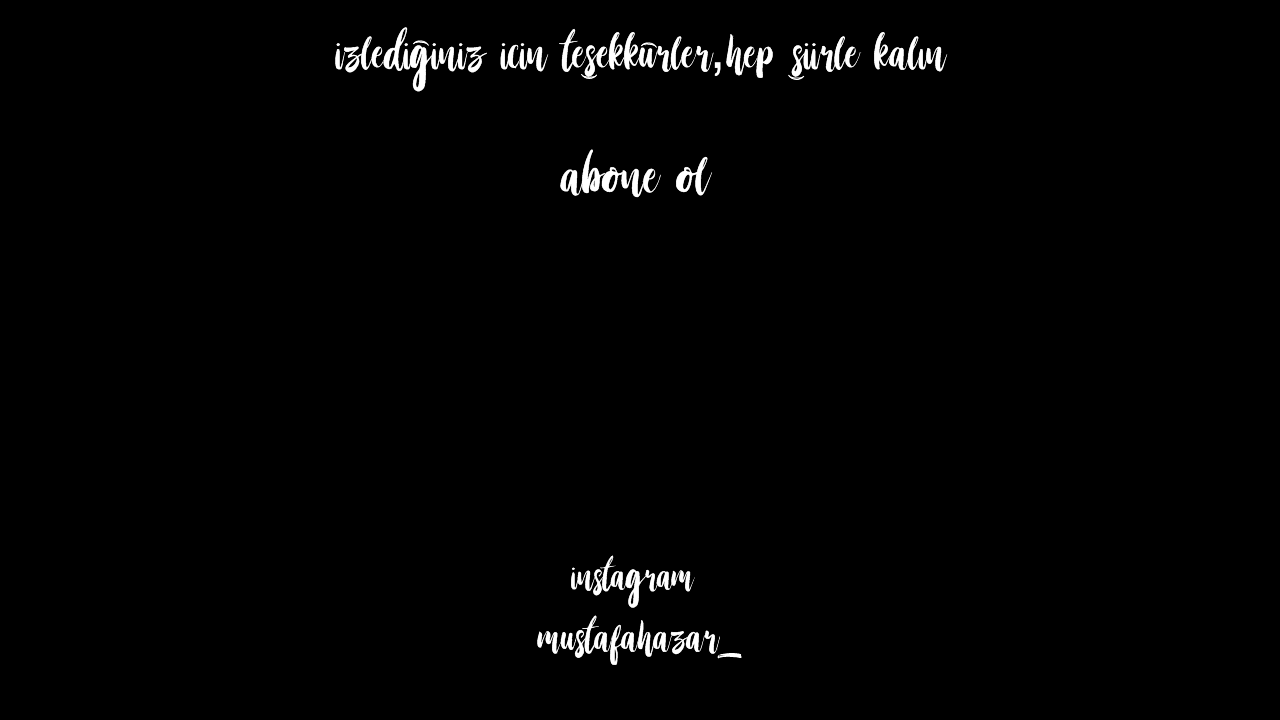 izlediğiniz icin teşekkürler,hep şiirle kalın
abone ol
instagram
mustafahazar_